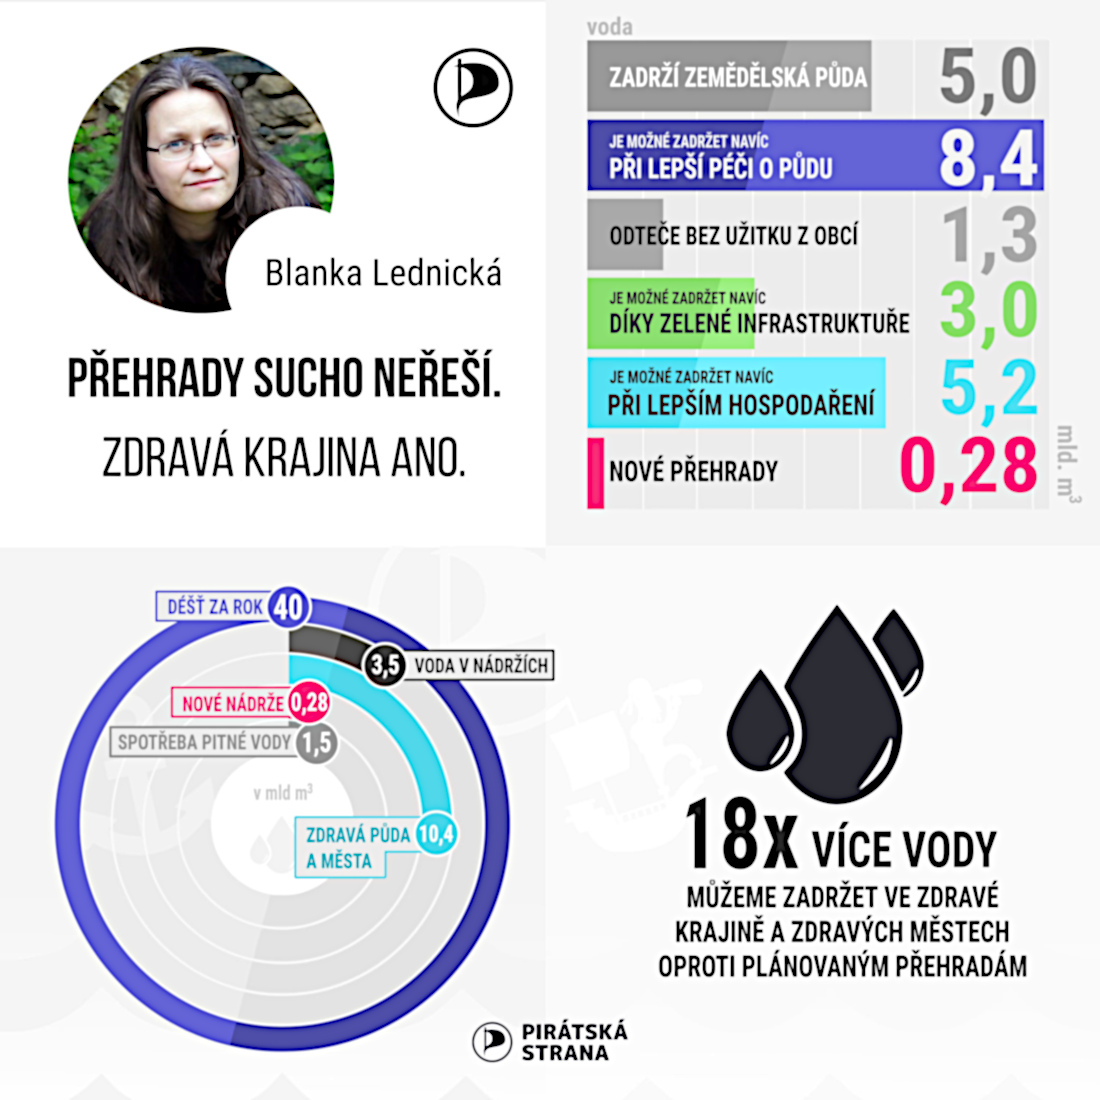 Blanka Lednická
PŘEHRADY SUCHO NEŘEŠÍ.
ZDRAVÁ KRAJINA ANO.
voda
ZADRŽÍ ZEMĚDĚLSKÁ PŮDA 5,0
JE MOŽNÉ ZADRŽET NAVÍC
PŘI LEPŠÍ PÉČI O PŮDU 8,4
ODTEČE BEZ UŽITKU Z OBCÍ 1,3
JE MOŽNÉ ZADRŽET NAVÍC
DÍKY ZELENÉ INFRASTRUKTUŘE 3,0
JE MOŽNÉ ZADRŽET NAVÍC
PŘI LEPŠÍM HOSPODAŘENÍ 5,2
NOVÉ PŘEHRADY 0,28
mld. m³
DÉŠŤ ZA ROK 40
3,5 VODA V NÁDRŽÍCH
NOVÉ NÁDRŽE 0,28
SPOTŘEBA PITNÉ VODY 1,5
v mld m³
ZDRAVÁ PŮDA 10,4
A MĚSTA
18x VÍCE VODY
MŮŽEME ZADRŽET VE ZDRAVÉ
KRAJINĚ A ZDRAVÝCH MĚSTECH
OPROTI PLÁNOVANÝM PŘEHRADÁM
PIRÁTSKÁ
STRANA